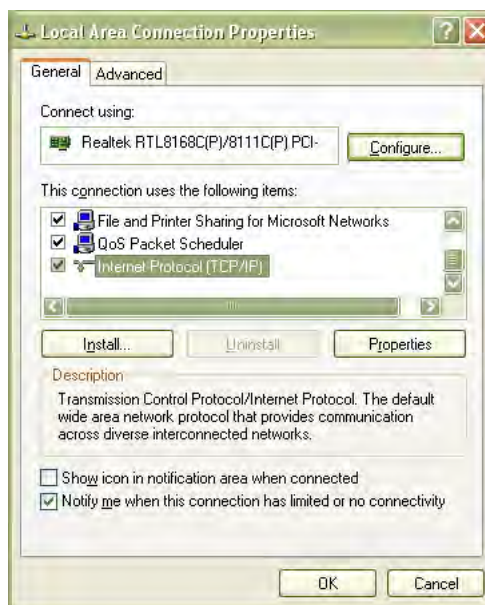 Local Area Connection Properties
General Advanced
Connect using:
Realtek RTL8168C(P)/8111C(P) PCI-
Configure...
This connection uses the following items:
File and Printer Sharing for Microsoft Networks
QoS Packet Scheduler
Internet Protocol (TCP/IP)
Install... Uninstall Properties
Description
Transmission Control Protocol/Internet Protocol. The default
wide area network protocol that provides communication
across diverse interconnected networks.
Show icon in notification area when connected
Notify me when this connection has limited or no connectivity
OK Cancel